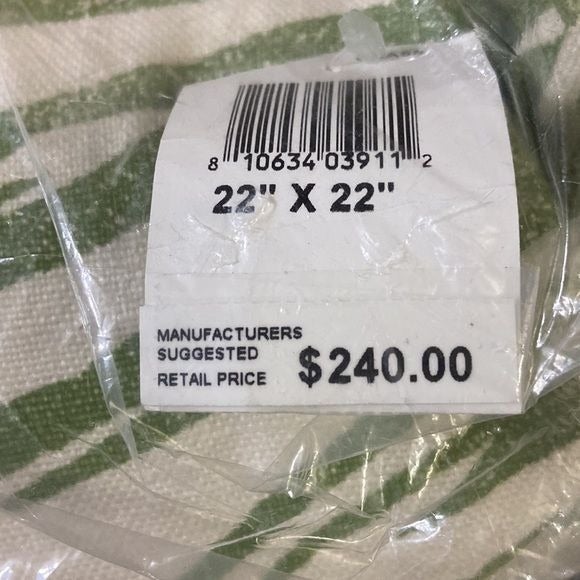 8 10634 03911 2
22" X 22"
MANUFACTURERS
SUGGESTED
RETAIL PRICE $240.00